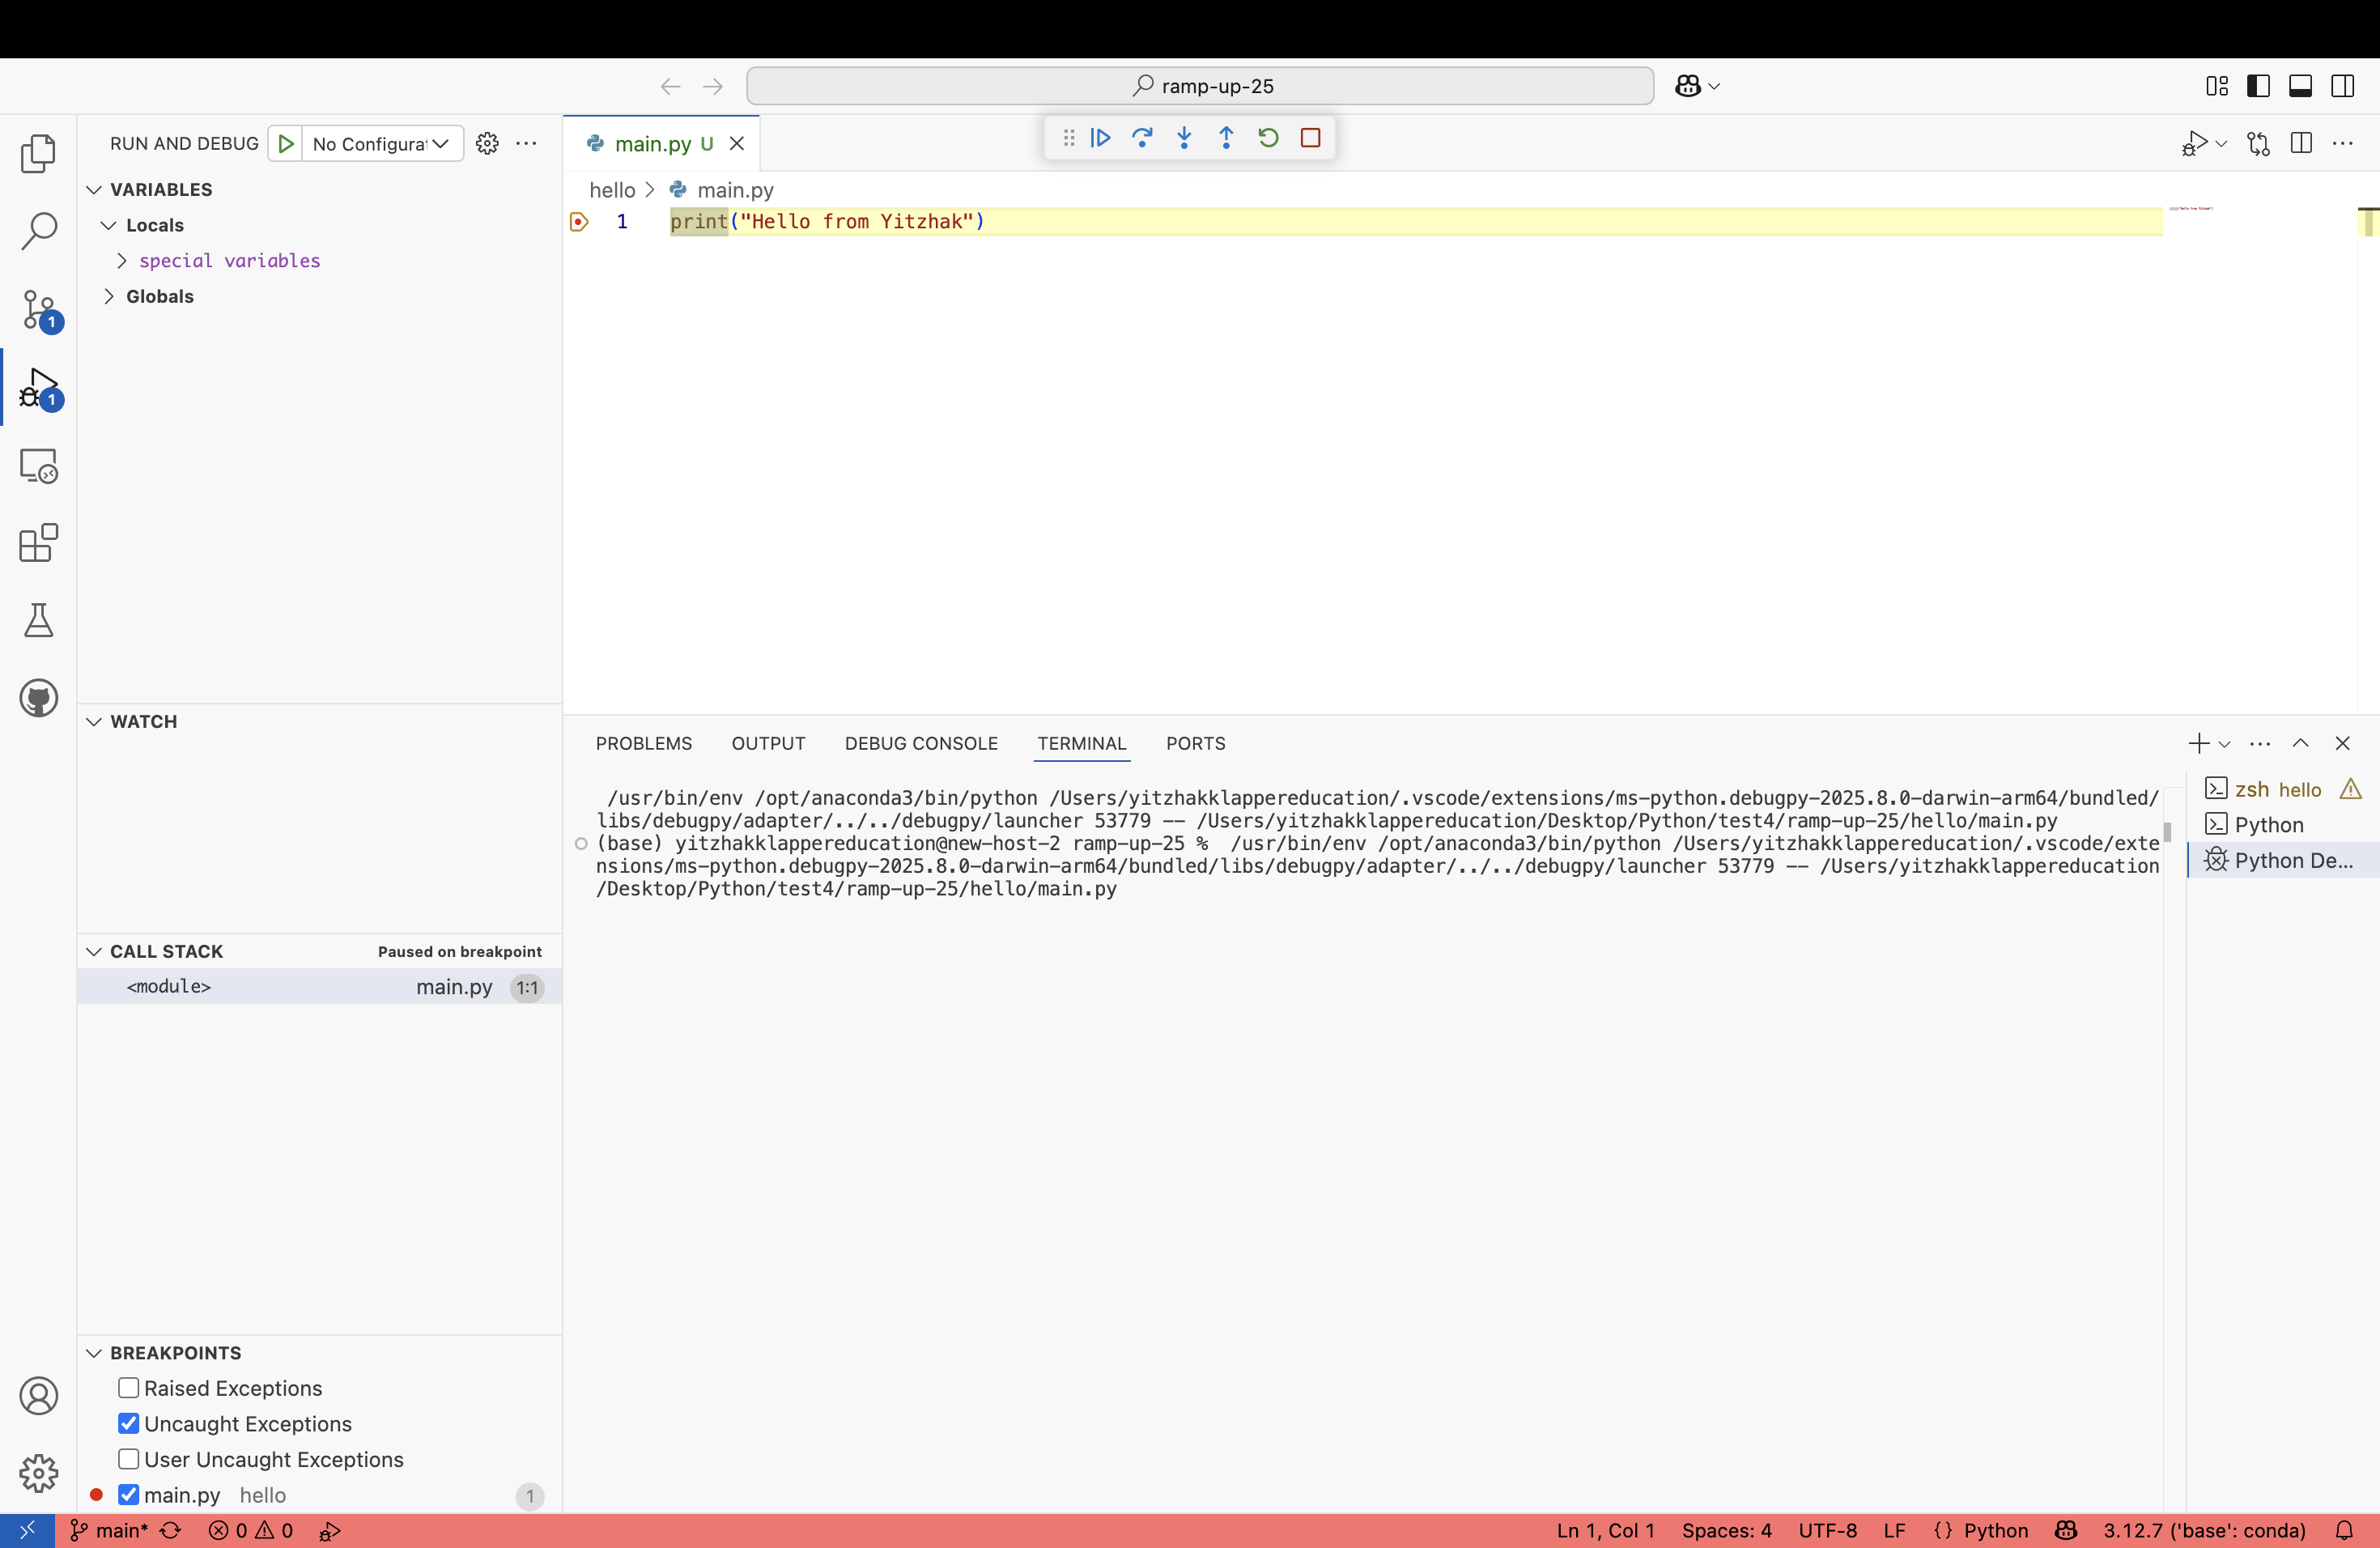 ramp-up-25
RUN AND DEBUG
No Configurat
main.py U
VARIABLES
Locals
special variables
Globals
hello > main.py
1 print("Hello from Yitzhak")
1
1
WATCH
CALL STACK Paused on breakpoint
<module> main.py 1:1
BREAKPOINTS
Raised Exceptions
Uncaught Exceptions
User Uncaught Exceptions
main.py hello 1
PROBLEMS OUTPUT DEBUG CONSOLE TERMINAL PORTS
/usr/bin/env /opt/anaconda3/bin/python /Users/yitzhakklappereducation/.vscode/extensions/ms-python.debugpy-2025.8.0-darwin-arm64/bundled/
libs/debugpy/adapter/../../debugpy/launcher 53779 -- /Users/yitzhakklappereducation/Desktop/Python/test4/ramp-up-25/hello/main.py
(base) yitzhakklappereducation@new-host-2 ramp-up-25 %  /usr/bin/env /opt/anaconda3/bin/python /Users/yitzhakklappereducation/.vscode/exte
nsions/ms-python.debugpy-2025.8.0-darwin-arm64/bundled/libs/debugpy/adapter/../../debugpy/launcher 53779 -- /Users/yitzhakklappereducation
/Desktop/Python/test4/ramp-up-25/hello/main.py
zsh hello
Python
Python De...
main* 0 0
Ln 1, Col 1 Spaces: 4 UTF-8 LF {} Python 3.12.7 ('base': conda)